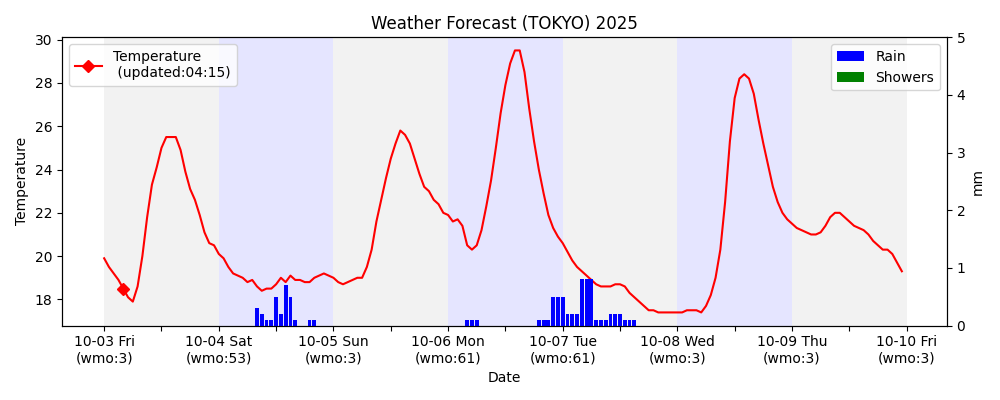 Weather Forecast (TOKYO) 2025
Temperature
(updated:04:15)
Rain
Showers
30
28
26
24
22
20
18
Temperature
5
4
3
2
1
0
mm
10-03 Fri
(wmo:3)
10-04 Sat
(wmo:53)
10-05 Sun
(wmo:3)
10-06 Mon
(wmo:61)
10-07 Tue
(wmo:61)
10-08 Wed
(wmo:3)
10-09 Thu
(wmo:3)
10-10 Fri
(wmo:3)
Date